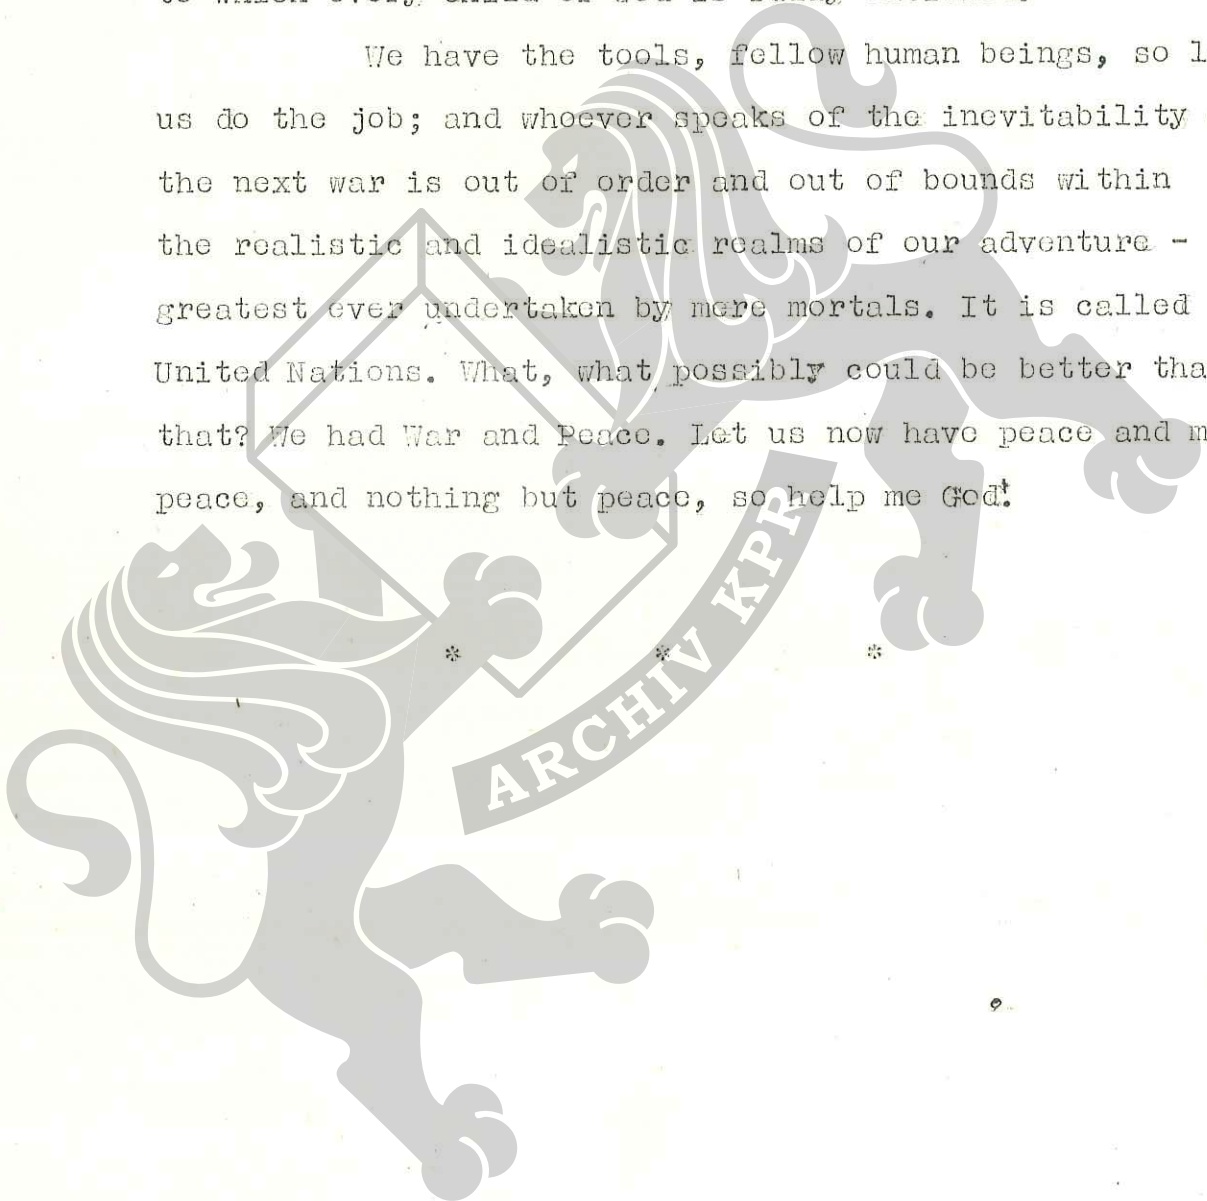 We have the tools, fellow human beings, so l
us do the job; and whoever speaks of the inevitability
the next war is out of order and out of bounds within
the realistic and idealistic realms of our adventure -
greatest ever undertaken by mere mortals. It is called
United Nations. What, what possibly could be better tha
that? We had War and Peace. Let us now have peace and m
peace, and nothing but peace, so help me God!
* * *
ARCHIV KPR